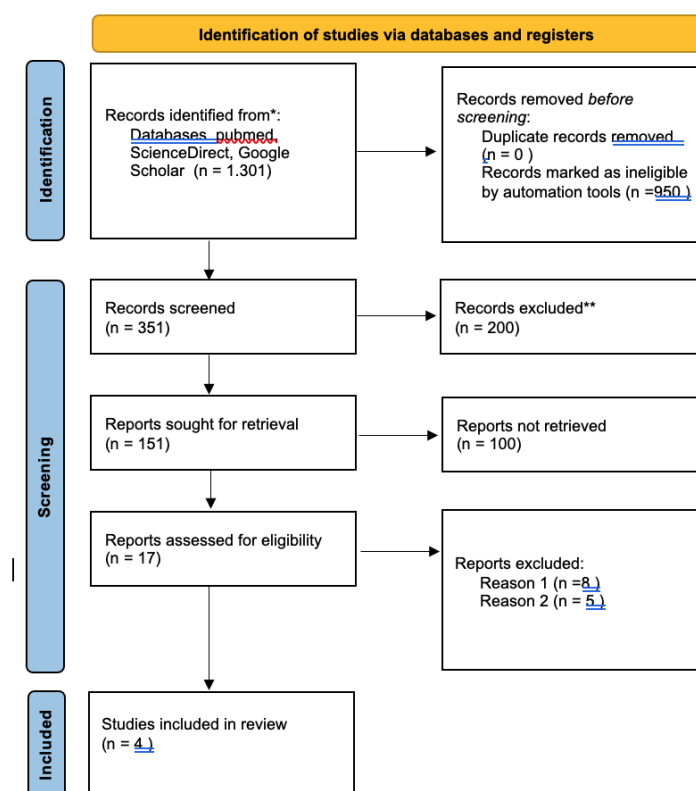 Identification of studies via databases and registers
Identification
Records identified from*:
Databases pubmed,
ScienceDirect, Google
Scholar (n = 1.301)
Records removed before
screening:
Duplicate records removed
(n = 0 )
Records marked as ineligible
by automation tools (n =950 )
Screening
Records screened
(n = 351)
Records excluded**
(n = 200)
Reports sought for retrieval
(n = 151)
Reports not retrieved
(n = 100)
Reports assessed for eligibility
(n = 17)
Reports excluded:
Reason 1 (n =8 )
Reason 2 (n = 5 )
Included
Studies included in review
(n = 4 )